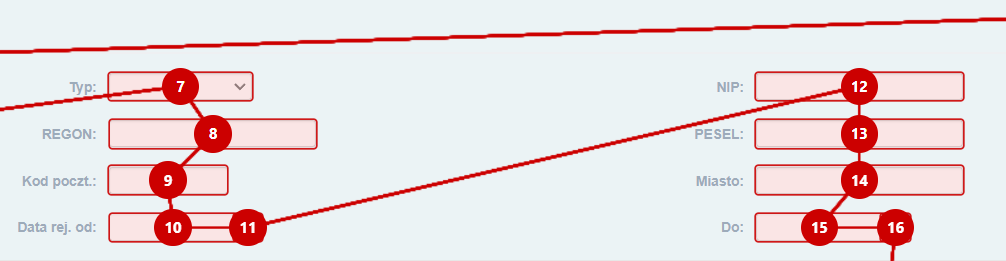 Typ: 7 NIP: 12
REGON: 8 PESEL: 13
Kod poczt.: 9 Miasto: 14
Data rej. od: 10 11 Do: 15 16